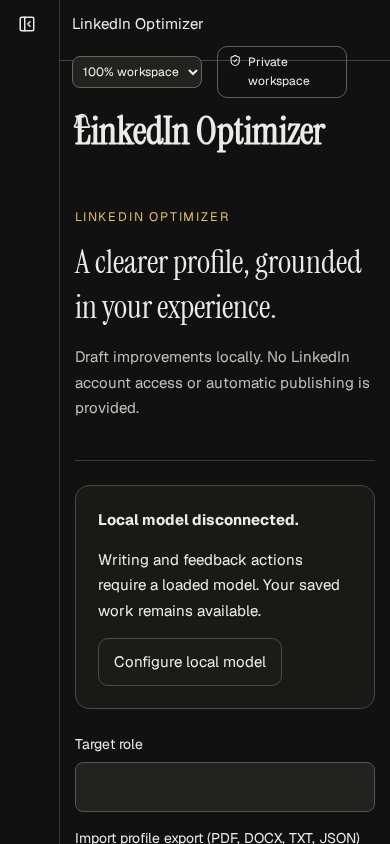 LinkedIn Optimizer
100% workspace
Private
workspace
LinkedIn Optimizer
LINKEDIN OPTIMIZER
A clearer profile, grounded
in your experience.
Draft improvements locally. No LinkedIn
account access or automatic publishing is
provided.
Local model disconnected.
Writing and feedback actions
require a loaded model. Your saved
work remains available.
Configure local model
Target role
Import profile export (PDF, DOCX, TXT, JSON)